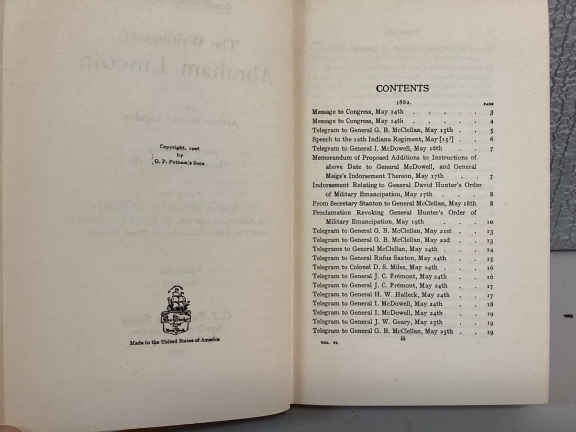 Copyright, 1906
by
G. P. Putnam's Sons
Made in the United States of America
CONTENTS
1862.
PAGE
Message to Congress, May 14th . . . . . 3
Message to Congress, May 14th . . . . . 4
Telegram to General G. B. McClellan, May 15th . . 5
Speech to the 12th Indiana Regiment, May [15?] . . 6
Telegram to General I. McDowell, May 16th . . 7
Memorandum of Proposed Additions to Instructions of
above Date to General McDowell, and General
Meigs's Indorsement Thereon, May 17th . . 7
Indorsement Relating to General David Hunter's Order
of Military Emancipation, May 17th . . . 8
From Secretary Stanton to General McClellan, May 18th 8
Proclamation Revoking General Hunter's Order of
Military Emancipation, May 19th . . . . 10
Telegram to General G. B. McClellan, May 21st . . 13
Telegram to General G. B. McClellan, May 22d . . 13
Telegrams to General McClellan, May 24th . . . 14
Telegram to General Rufus Saxton, May 24th . . 15
Telegram to Colonel D. S. Miles, May 24th . . . 16
Telegram to General J. C. Frémont, May 24th . . 16
Telegram to General J. C. Frémont, May 24th . . 17
Telegram to General H. W. Halleck, May 24th . . 17
Telegram to General I. McDowell, May 24th . . 18
Telegram to General I. McDowell, May 24th . . 19
Telegram to General J. W. Geary, May 25th . . 19
Telegram to General G. B. McClellan, May 25th . . 19
VOL. VI.
iii